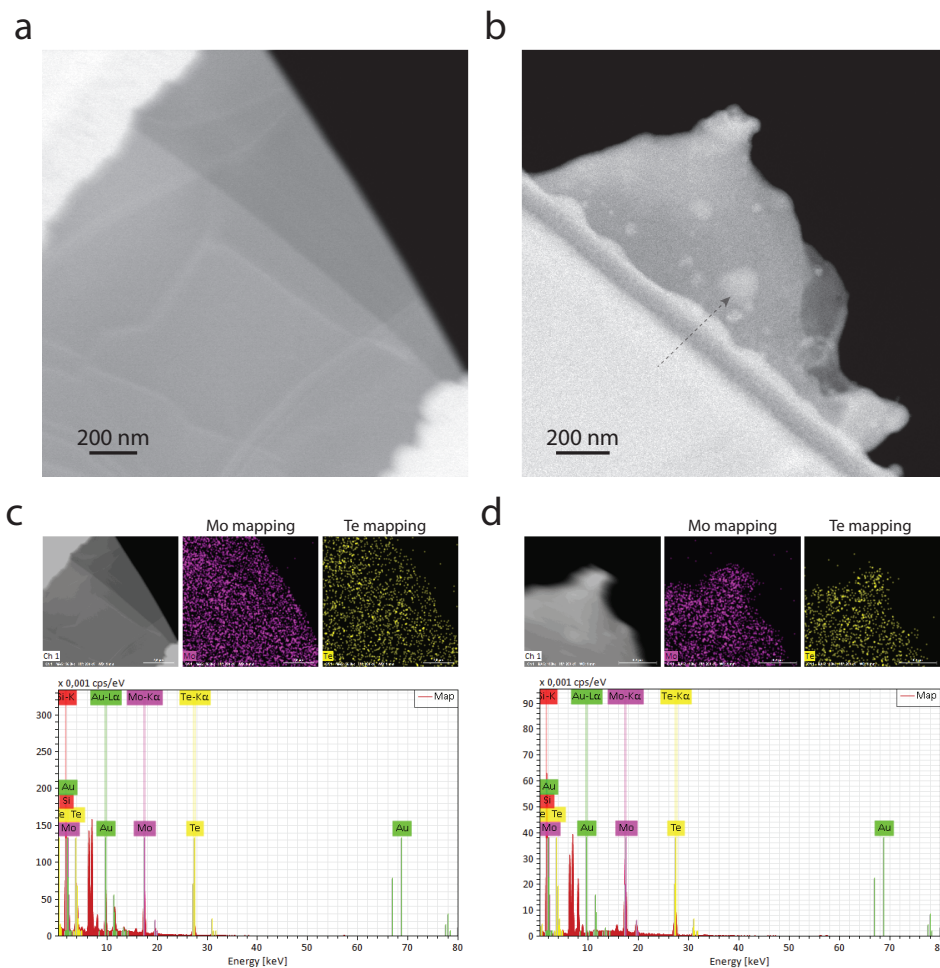 a
b
200 nm
200 nm
c
d
Mo mapping
Te mapping
Mo mapping
Te mapping
Ch 1
Mo
Te
Ch 1
Mo
Te
x 0,001 cps/eV
Si-K
Au-Lα
Mo-Kα
Te-Kα
Map
300
250
200
150
100
50
0
Au
Si
e Te
Mo
Au
Mo
Te
Au
10
20
30
40
50
60
70
80
Energy [keV]
x 0,001 cps/eV
Si-K
Au-Lα
Mo-Kα
Te-Kα
Map
90
80
70
60
50
40
30
20
10
0
Au
Si
e Te
Mo
Au
Mo
Te
Au
10
20
30
40
50
60
70
Energy [keV]